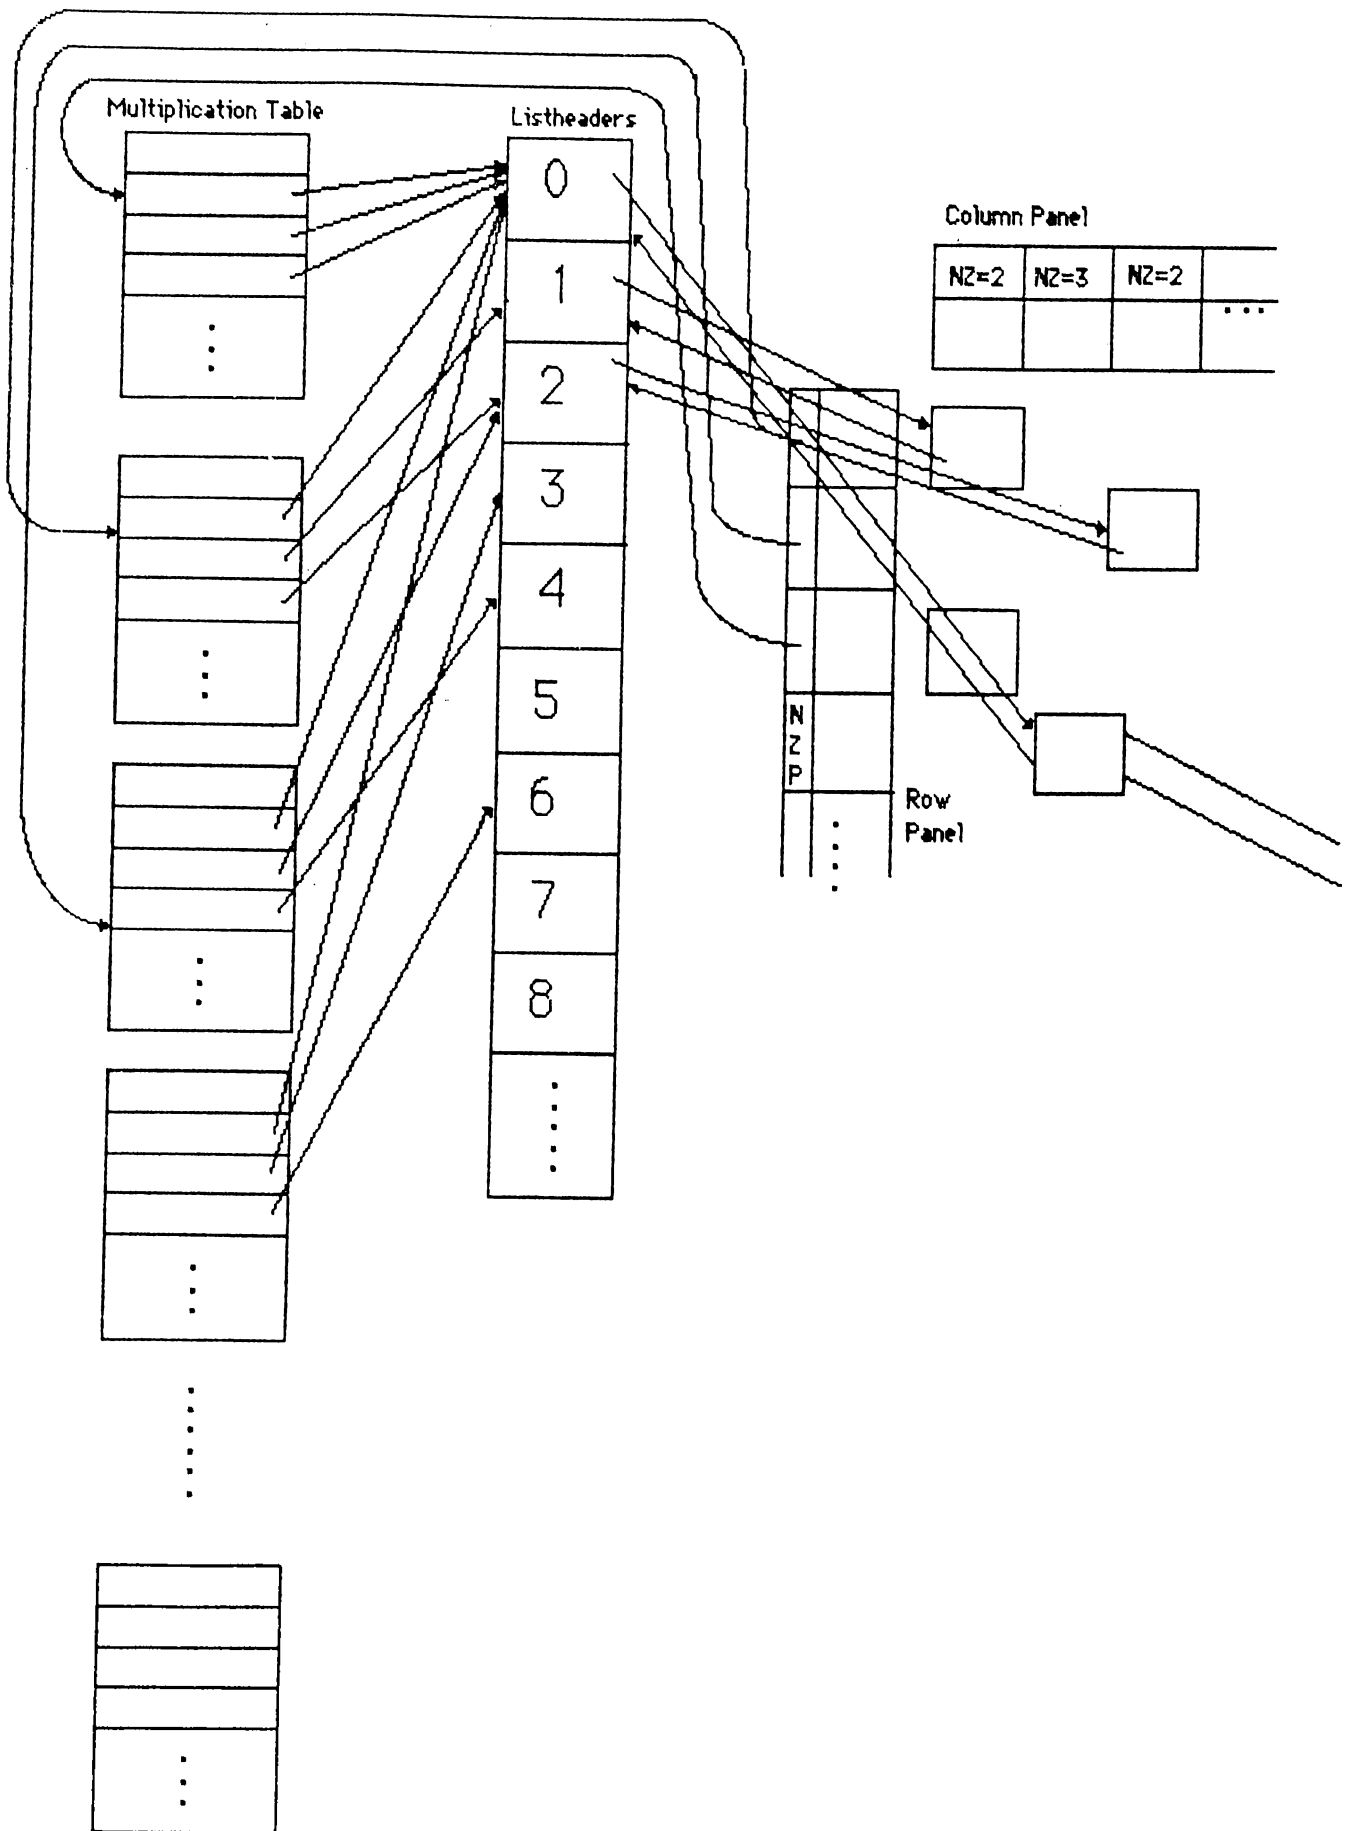 Multiplication Table
Listheaders
0
1
2
3
4
5
6
7
8
Column Panel
NZ=2 NZ=3 NZ=2
...
N
Z
P
Row
Panel